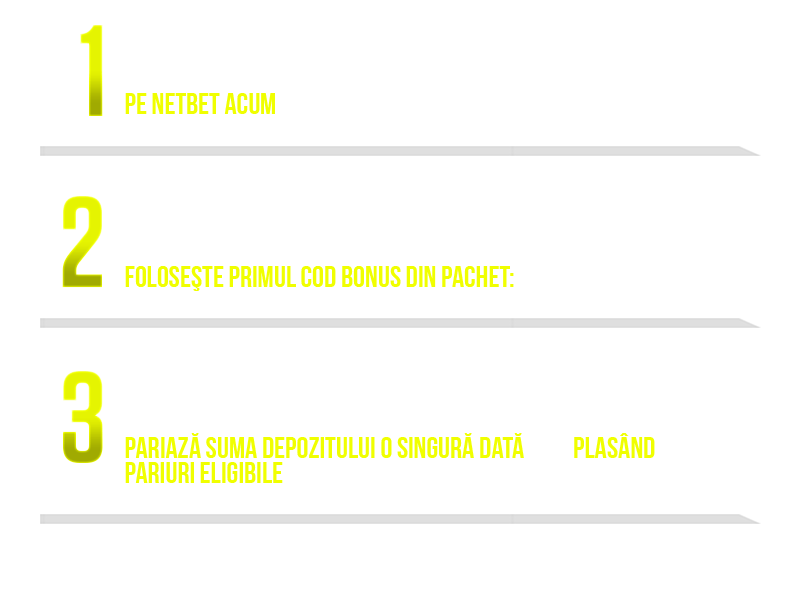 1
PE NETBET ACUM
2
FOLOSEŞTE PRIMUL COD BONUS DIN PACHET:
3
PARIAZĂ SUMA DEPOZITULUI O SINGURĂ DATĂ PLASÂND
PARIURI ELIGIBILE